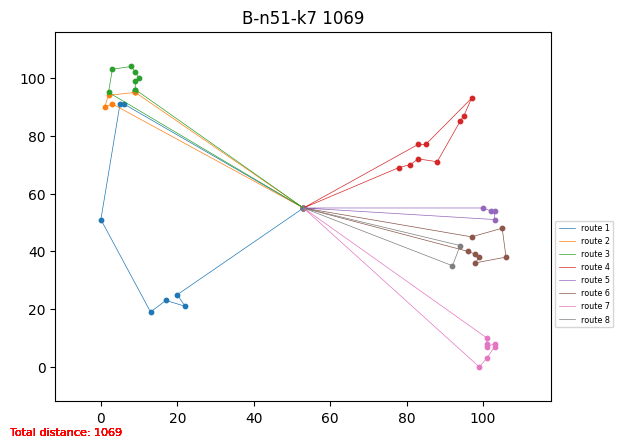 B-n51-k7 1069
100
80
60
40
20
0
0 20 40 60 80 100
route 1
route 2
route 3
route 4
route 5
route 6
route 7
route 8
Total distance: 1069